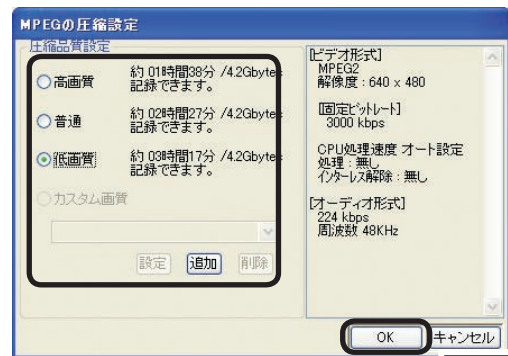 MPEGの圧縮設定
圧縮品質設定
高画質
約 01時間38分 /4.2Gbytes
記録できます。
普通
約 02時間27分 /4.2Gbytes
記録できます。
低画質
約 03時間17分 /4.2Gbytes
記録できます。
カスタム画質
設定
追加
削除
[ビデオ形式]
MPEG2
解像度 : 640 x 480
[固定ビットレート]
3000 kbps
CPU処理速度 オート設定
処理 : 無し
インターレス解除 : 無し
[オーディオ形式]
224 kbps
周波数 48KHz
OK
キャンセル